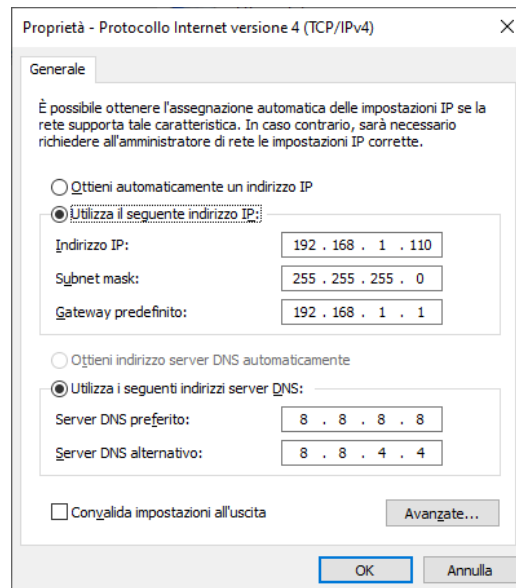 Proprietà - Protocollo Internet versione 4 (TCP/IPv4)
Generale
È possibile ottenere l'assegnazione automatica delle impostazioni IP se la
rete supporta tale caratteristica. In caso contrario, sarà necessario
richiedere all'amministratore di rete le impostazioni IP corrette.
Ottieni automaticamente un indirizzo IP
Utilizza il seguente indirizzo IP:
Indirizzo IP: 192 . 168 . 1 . 110
Subnet mask: 255 . 255 . 255 . 0
Gateway predefinito: 192 . 168 . 1 . 1
Ottieni indirizzo server DNS automaticamente
Utilizza i seguenti indirizzi server DNS:
Server DNS preferito: 8 . 8 . 8 . 8
Server DNS alternativo: 8 . 8 . 4 . 4
Convalida impostazioni all'uscita Avanzate...
OK Annulla